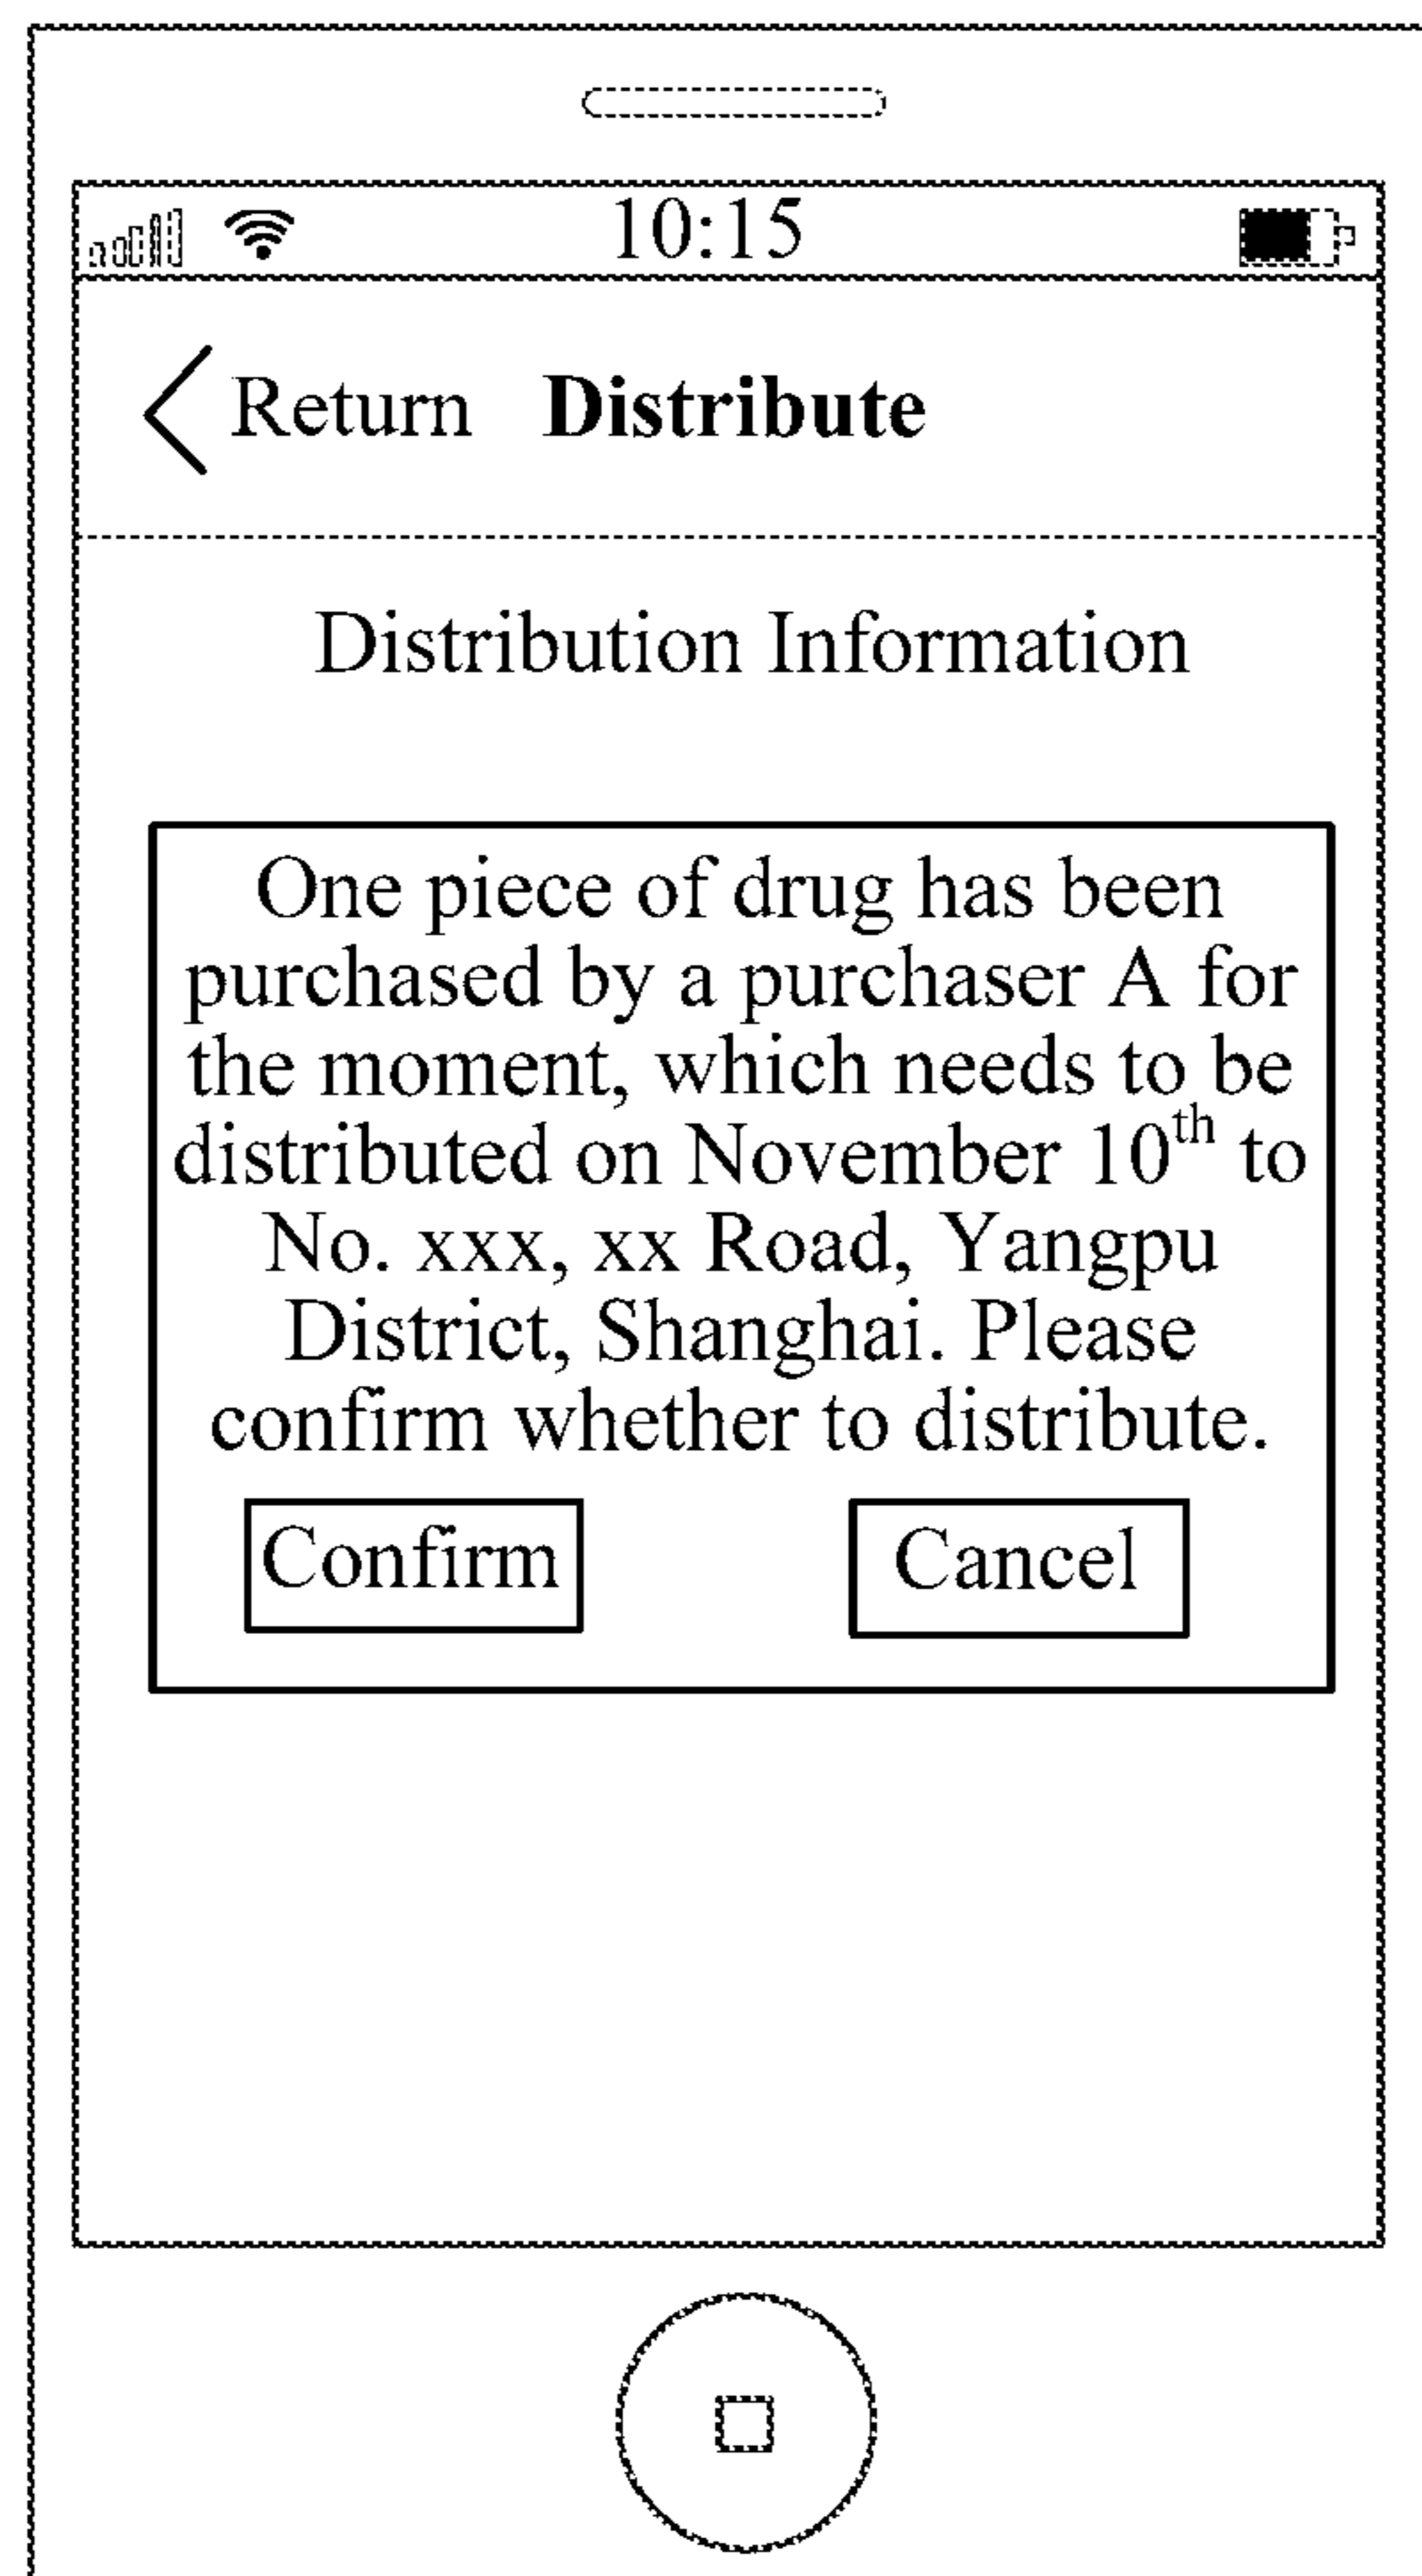 10:15
Return Distribute
Distribution Information
One piece of drug has been
purchased by a purchaser A for
the moment, which needs to be
distributed on November 10th to
No. xxx, xx Road, Yangpu
District, Shanghai. Please
confirm whether to distribute.
Confirm Cancel